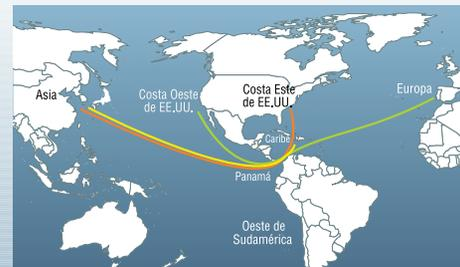 Asia
Costa Oeste
de EE.UU.
Costa Este
de EE.UU.
Europa
Caribe
Panamá
Oeste de
Sudamérica